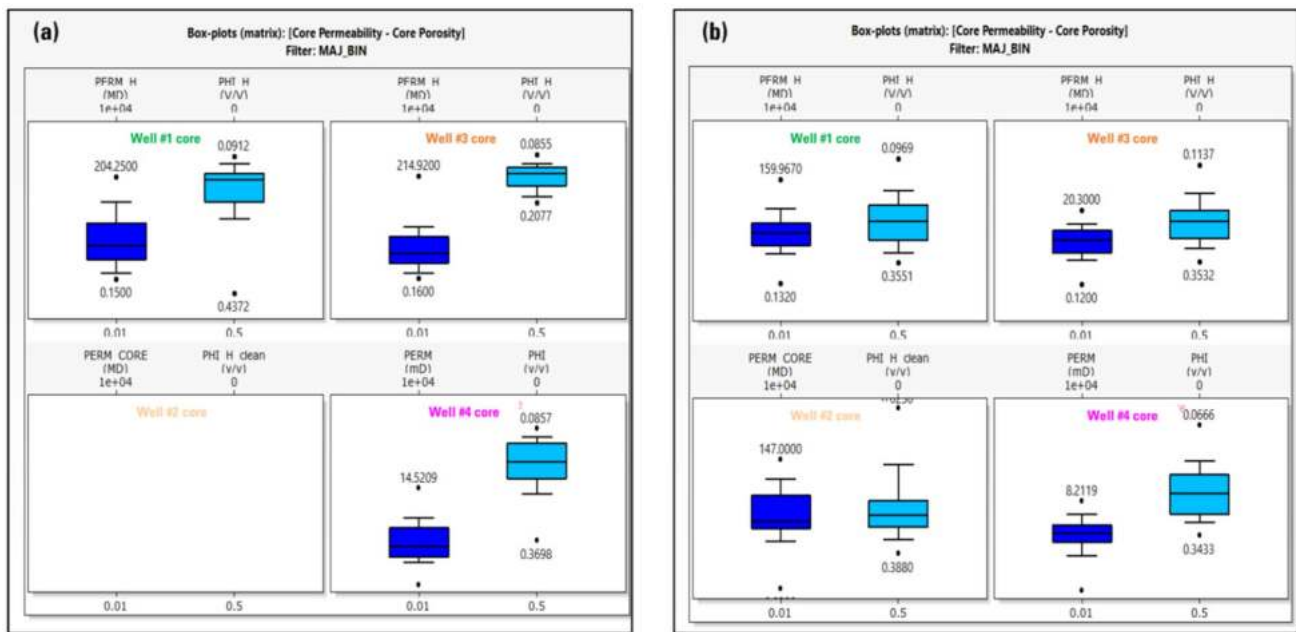 (a)
Box-plots (matrix): [Core Permeability - Core Porosity]
Filter: MAJ_BIN
PERM_H PHI_H PERM_H PHI_H
(MD) (V/V) (MD) (V/V)
1e+04 0 1e+04 0
Well #1 core Well #3 core
204.2500 0.0912 214.9200 0.0855
0.1500 0.4372 0.1600 0.2077
0.01 0.5 0.01 0.5
PERM_CORE PHI_H_clean PERM PHI
(MD) (v/v) (mD) (v/v)
1e+04 0 1e+04 0
Well #2 core Well #4 core
14.5209 0.0857
0.3698
0.01 0.5 0.01 0.5
(b)
Box-plots (matrix): [Core Permeability - Core Porosity]
Filter: MAJ_BIN
PERM_H PHI_H PERM_H PHI_H
(MD) (V/V) (MD) (V/V)
1e+04 0 1e+04 0
Well #1 core Well #3 core
159.9670 0.0969 20.3000 0.1137
0.1320 0.3551 0.1200 0.3532
0.01 0.5 0.01 0.5
PERM_CORE PHI_H_clean PERM PHI
(MD) (v/v) (mD) (v/v)
1e+04 0 1e+04 0
Well #2 core Well #4 core
147.0000 8.2119 0.0666
0.3880 0.3433
0.01 0.5 0.01 0.5